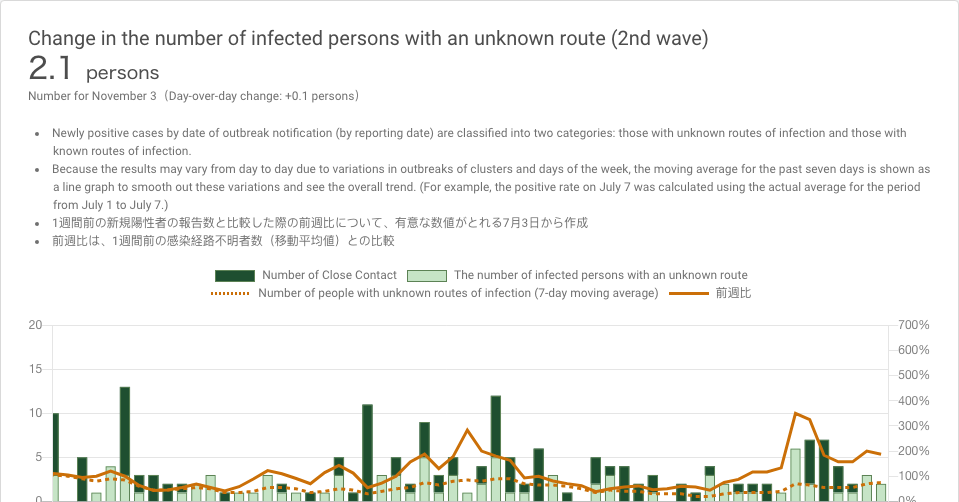 Change in the number of infected persons with an unknown route (2nd wave)
2.1 persons
Number for November 3（Day-over-day change: +0.1 persons）
• Newly positive cases by date of outbreak notification (by reporting date) are classified into two categories: those with unknown routes of infection and those with
known routes of infection.
• Because the results may vary from day to day due to variations in outbreaks of clusters and days of the week, the moving average for the past seven days is shown as
a line graph to smooth out these variations and see the overall trend. (For example, the positive rate on July 7 was calculated using the actual average for the period
from July 1 to July 7.)
• 1週間前の新規陽性者の報告数と比較した際の前週比について、有意な数値がとれる7月3日から作成
• 前週比は、1週間前の感染経路不明者数（移動平均値）との比較
Number of Close Contact The number of infected persons with an unknown route
Number of people with unknown routes of infection (7-day moving average) 前週比
20 700%
600%
15
500%
400%
10
300%
200%
5
100%
0 0%